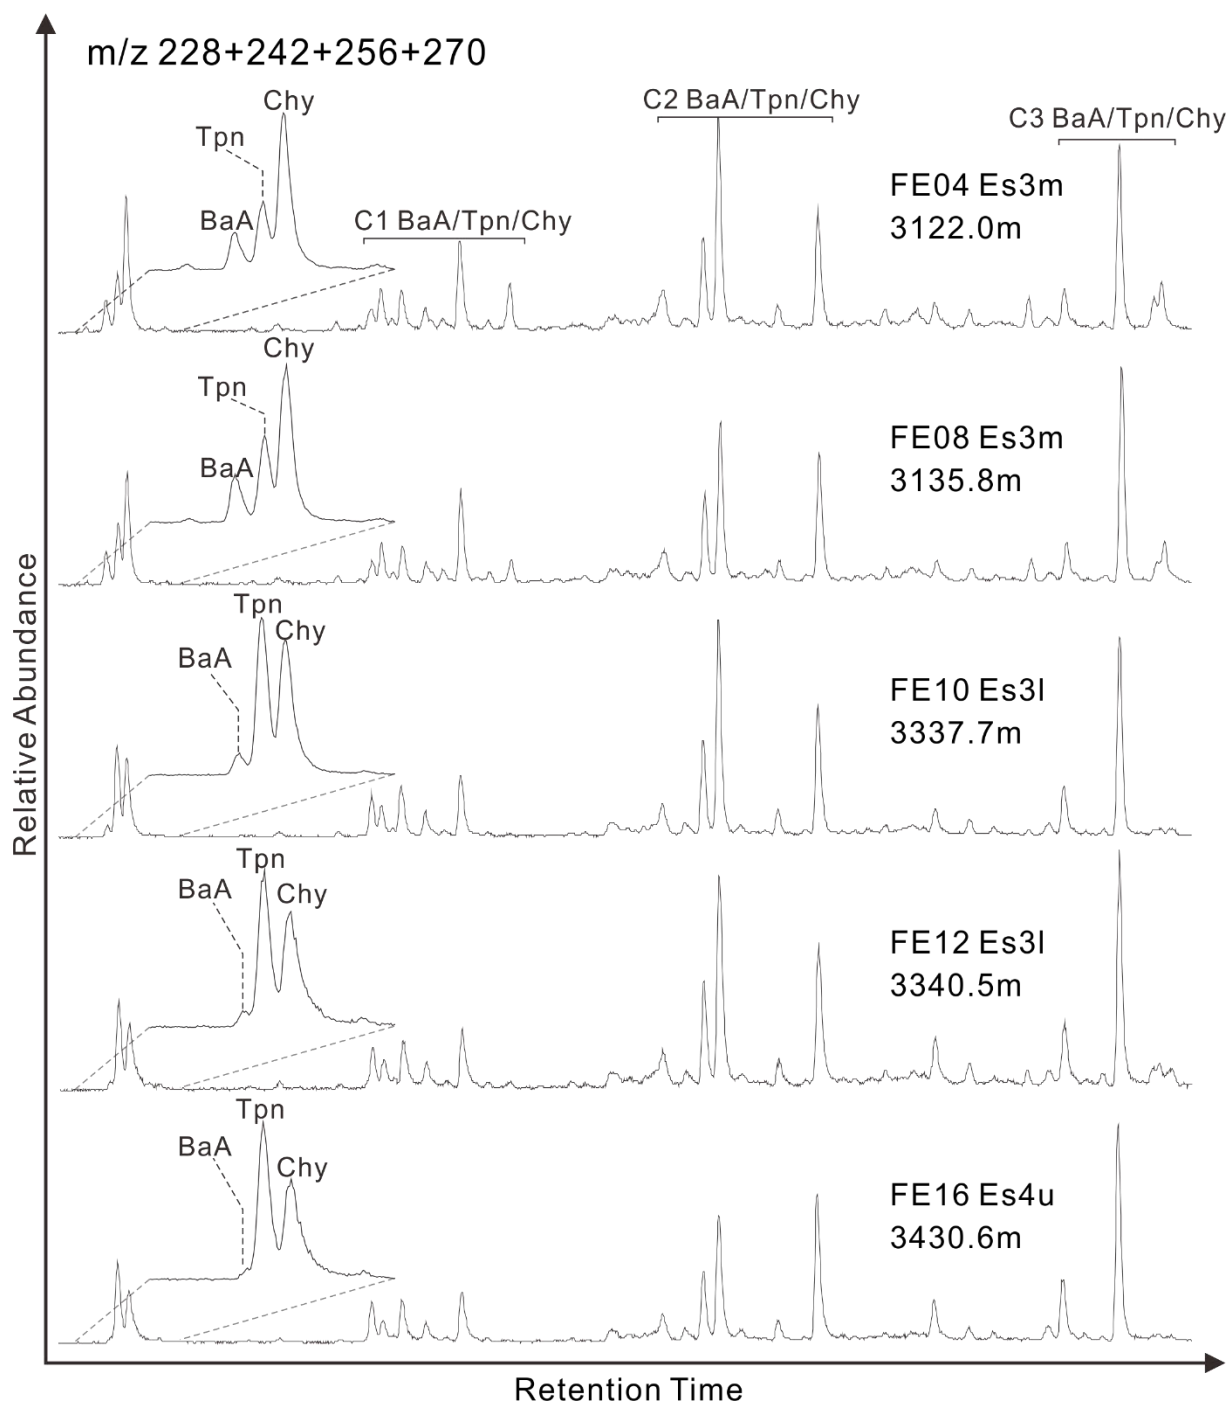 m/z 228+242+256+270
Chy
Tpn
BaA
C1 BaA/Tpn/Chy
C2 BaA/Tpn/Chy
C3 BaA/Tpn/Chy
FE04 Es3m
3122.0m
Chy
Tpn
BaA
FE08 Es3m
3135.8m
Tpn
Chy
BaA
FE10 Es3l
3337.7m
Tpn
Chy
BaA
FE12 Es3l
3340.5m
Tpn
Chy
BaA
FE16 Es4u
3430.6m
Relative Abundance
Retention Time